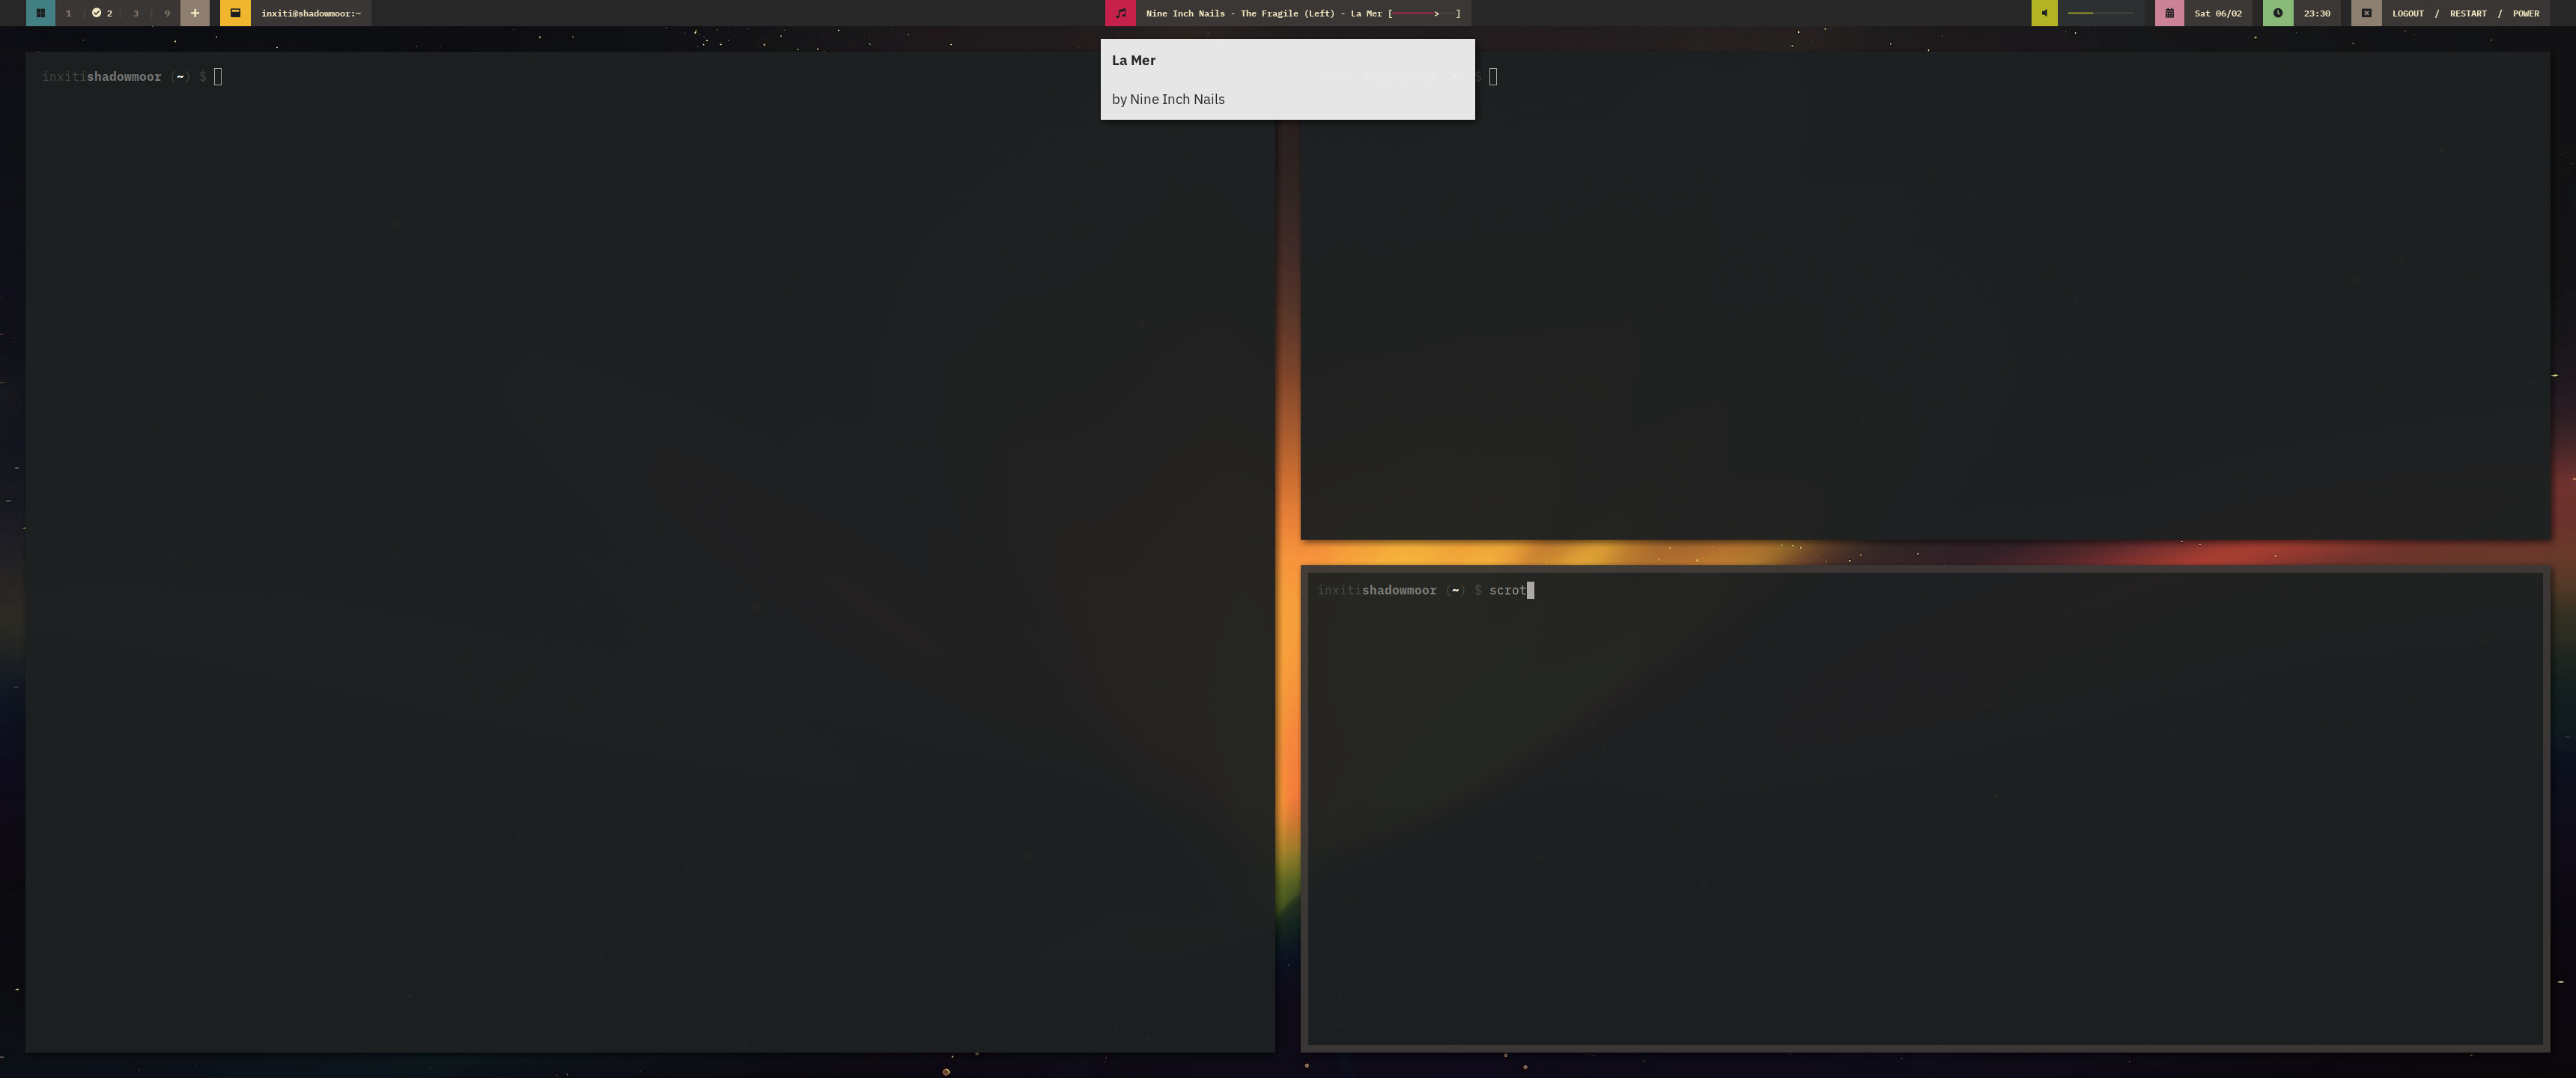 1 2 3 9 + inxiti@shadowmoor:~
Nine Inch Nails - The Fragile (Left) - La Mer [ > ]
Sat 06/02 23:30 LOGOUT / RESTART / POWER
La Mer
by Nine Inch Nails
inxitishadowmoor (~) $
$
inxitishadowmoor (~) $ scrot